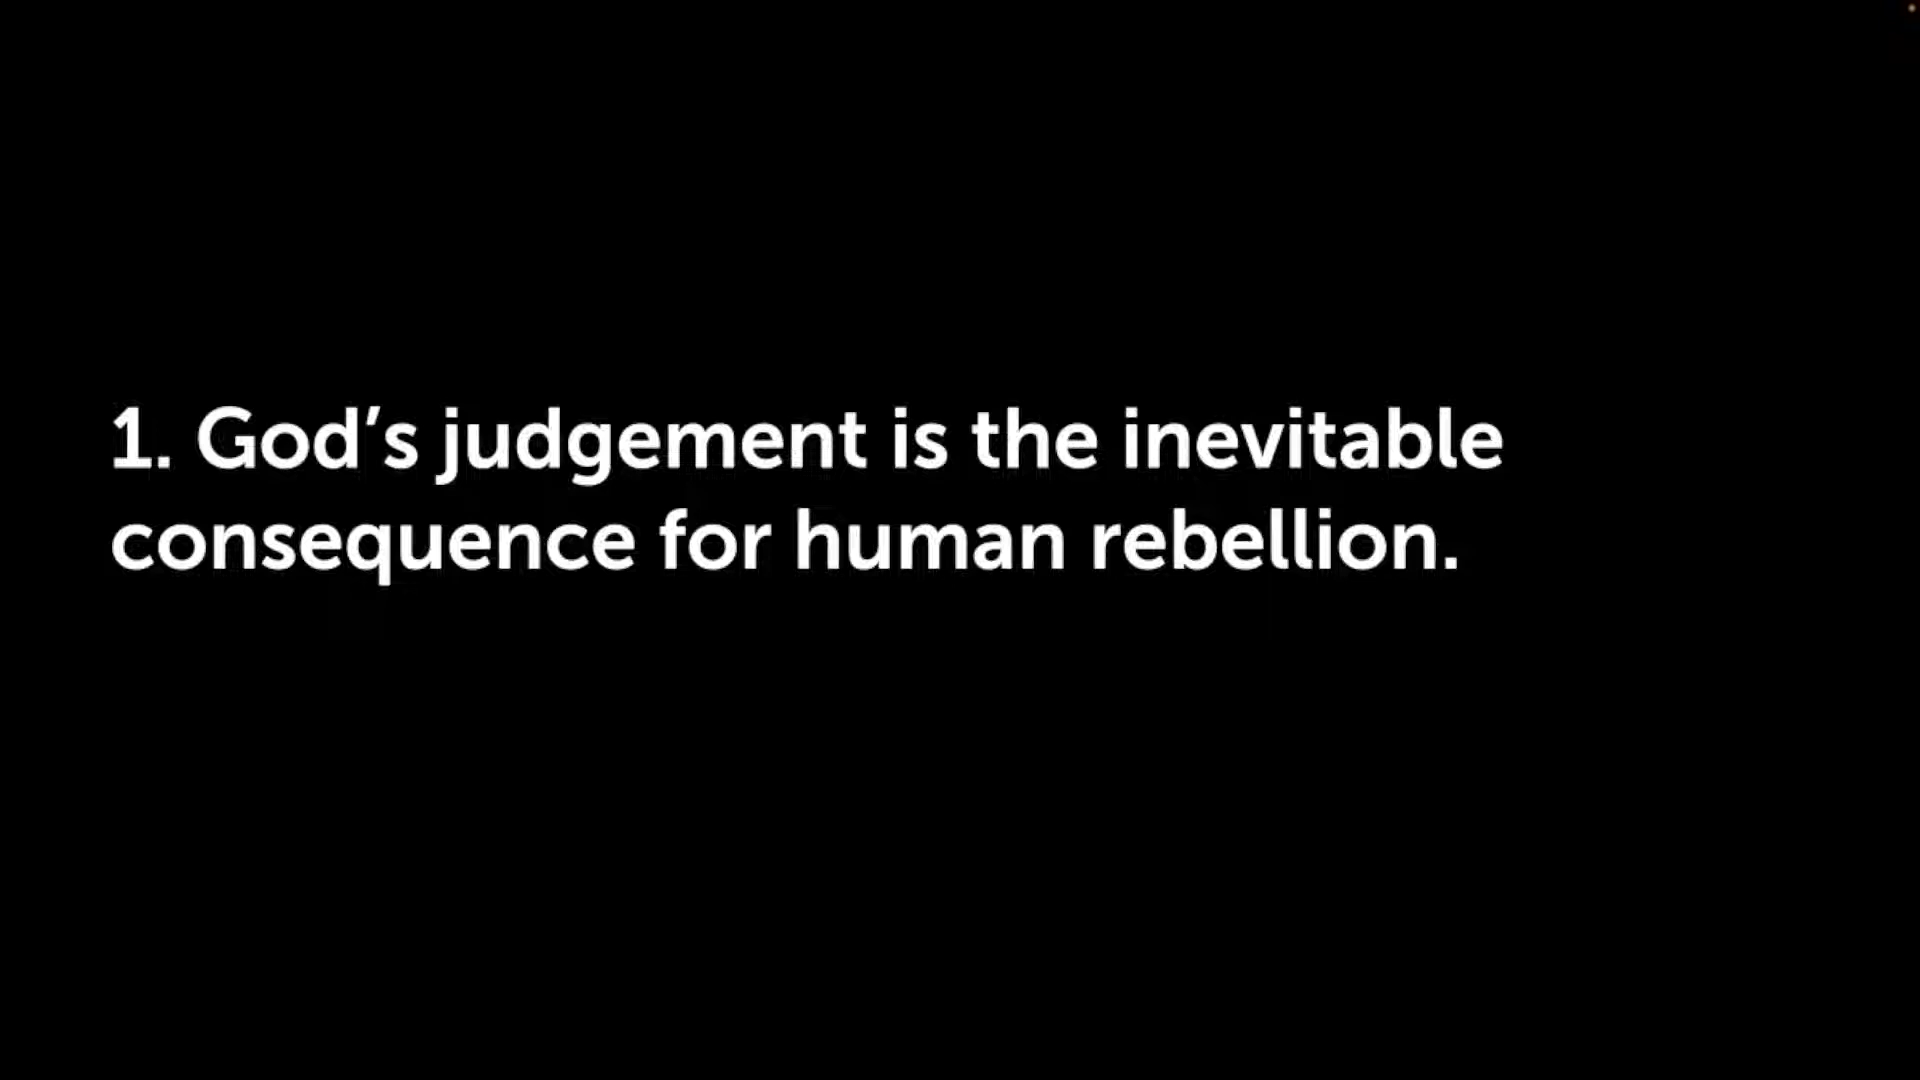 1. God’s judgement is the inevitable
consequence for human rebellion.